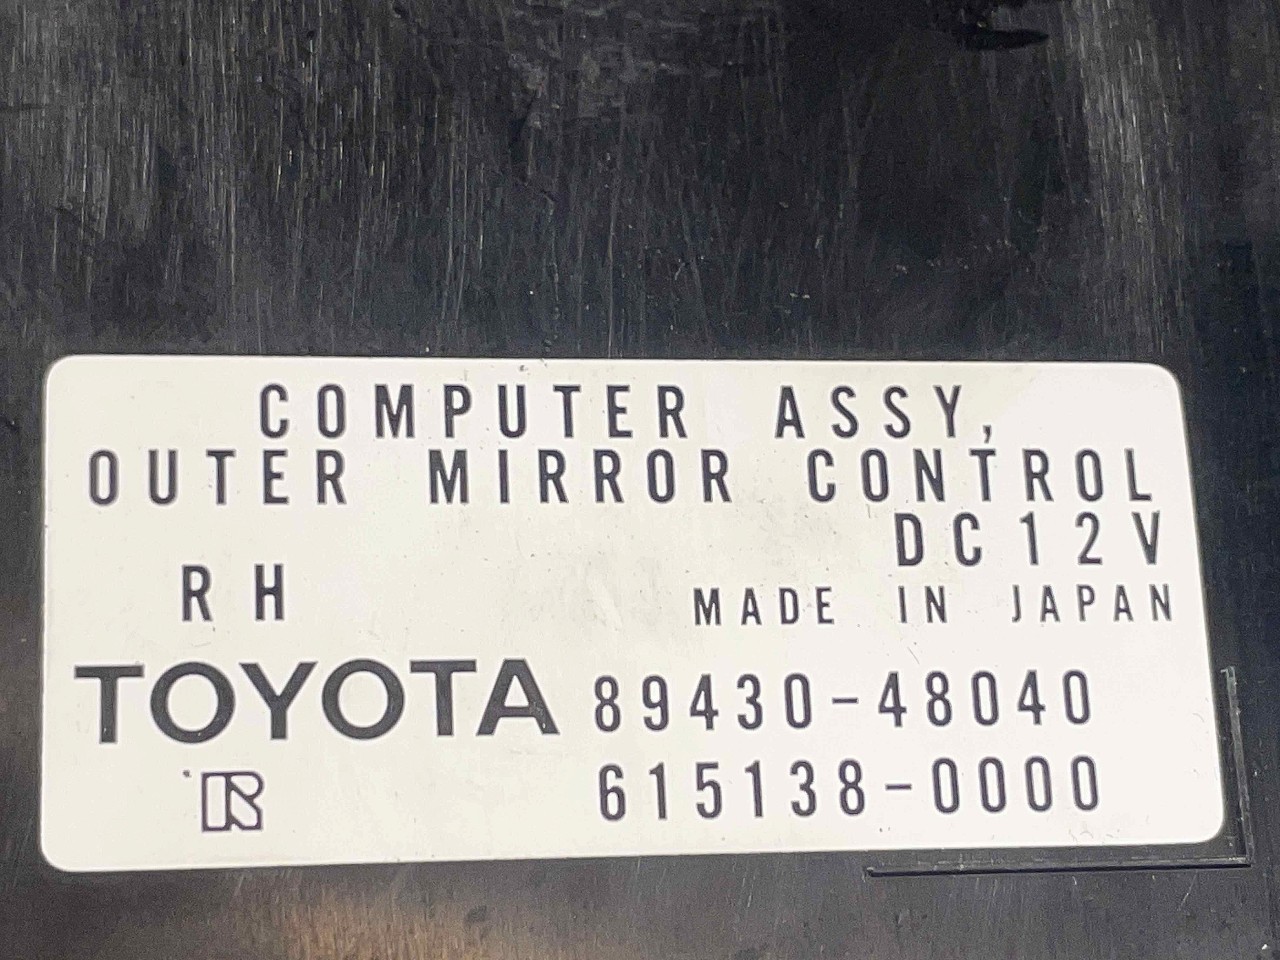 COMPUTER ASSY,
OUTER MIRROR CONTROL
DC12V
RH MADE IN JAPAN
TOYOTA 89430-48040
R 615138-0000